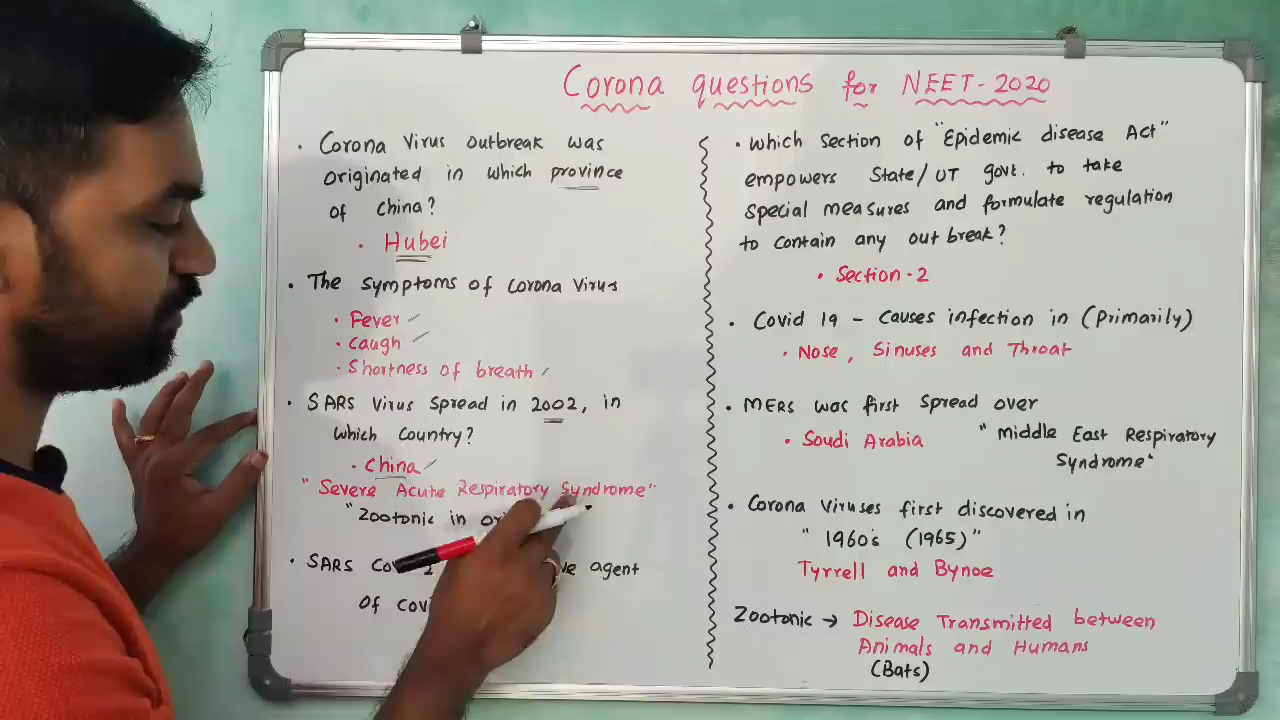 Corona questions for NEET-2020
• Corona Virus outbreak was
originated in which province
of China?
• Hubei
• The symptoms of Corona Virus
• Fever
• Caugh
• Shortness of breath
• SARS Virus Spread in 2002, in
which country?
• China
" Severe Acute Respiratory Syndrome"
"Zootonic in
• SARS agent
Of
• Which Section of "Epidemic disease Act"
empowers State/UT govt. to take
special measures and formulate regulation
to contain any out break?
• Section-2
• Covid 19 - Causes infection in (Primarily)
• Nose, Sinuses and Throat
• MERS was first spread over
• Saudi Arabia "Middle East Respiratory
Syndrome"
• Corona Viruses first discovered in
" 1960's (1965)"
Tyrrell and Bynoe
Zootonic → Disease Transmitted between
Animals and Humans
(Bats)